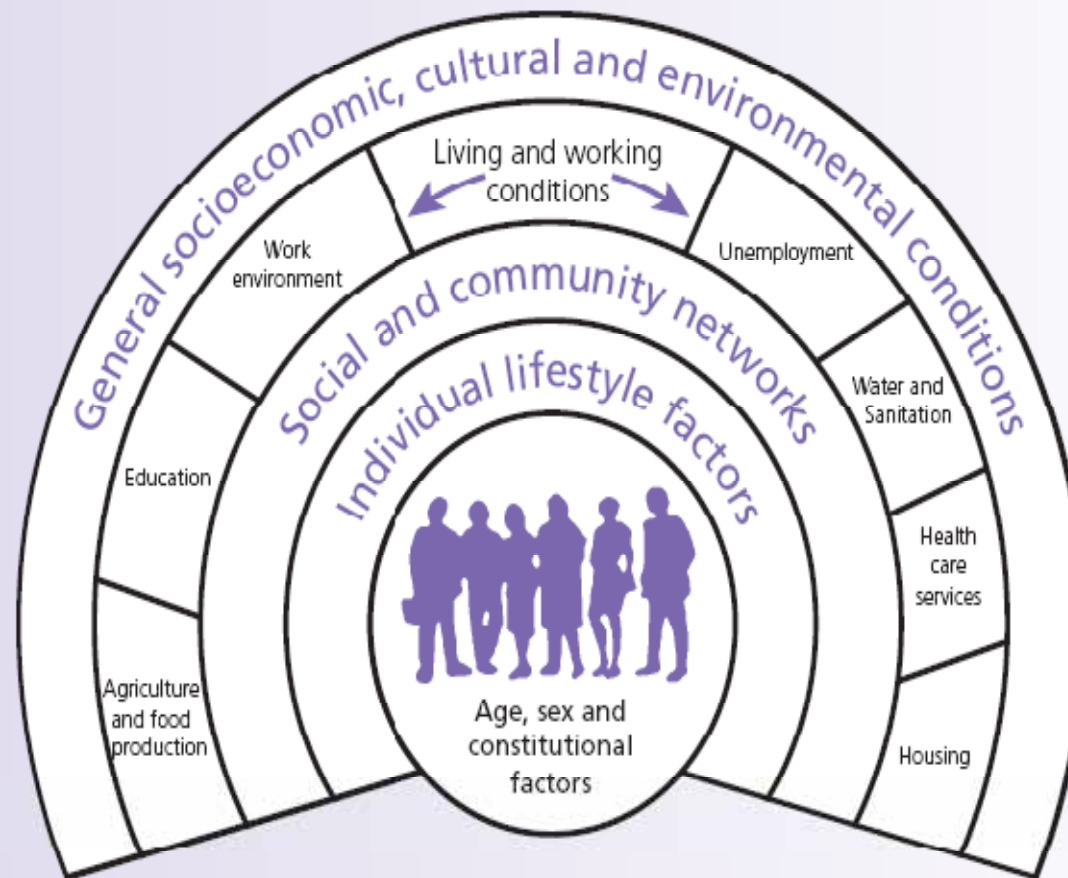 General socioeconomic, cultural and environmental conditions
Living and working
conditions
Work
environment
Unemployment
Education
Water and
Sanitation
Agriculture
and food
production
Health
care
services
Housing
Social and community networks
Individual lifestyle factors
Age, sex and
constitutional
factors